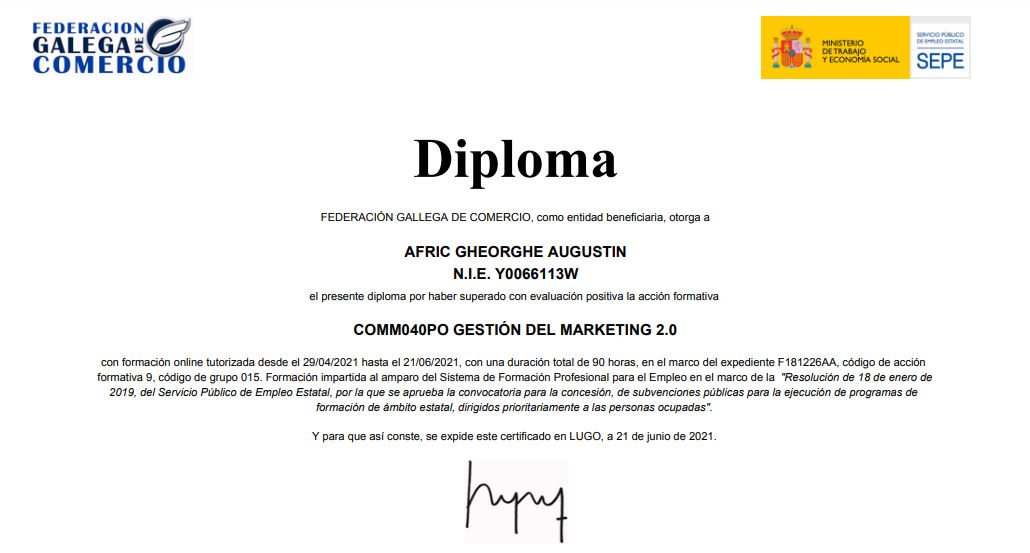 FEDERACION
GALEGA DE
COMERCIO
MINISTERIO
DE TRABAJO
Y ECONOMÍA SOCIAL
SERVICIO PÚBLICO
DE EMPLEO ESTATAL
SEPE
Diploma
FEDERACIÓN GALLEGA DE COMERCIO, como entidad beneficiaria, otorga a
AFRIC GHEORGHE AUGUSTIN
N.I.E. Y0066113W
el presente diploma por haber superado con evaluación positiva la acción formativa
COMM040PO GESTIÓN DEL MARKETING 2.0
con formación online tutorizada desde el 29/04/2021 hasta el 21/06/2021, con una duración total de 90 horas, en el marco del expediente F181226AA, código de acción
formativa 9, código de grupo 015. Formación impartida al amparo del Sistema de Formación Profesional para el Empleo en el marco de la "Resolución de 18 de enero de
2019, del Servicio Público de Empleo Estatal, por la que se aprueba la convocatoria para la concesión, de subvenciones públicas para la ejecución de programas de
formación de ámbito estatal, dirigidos prioritariamente a las personas ocupadas".
Y para que así conste, se expide este certificado en LUGO, a 21 de junio de 2021.